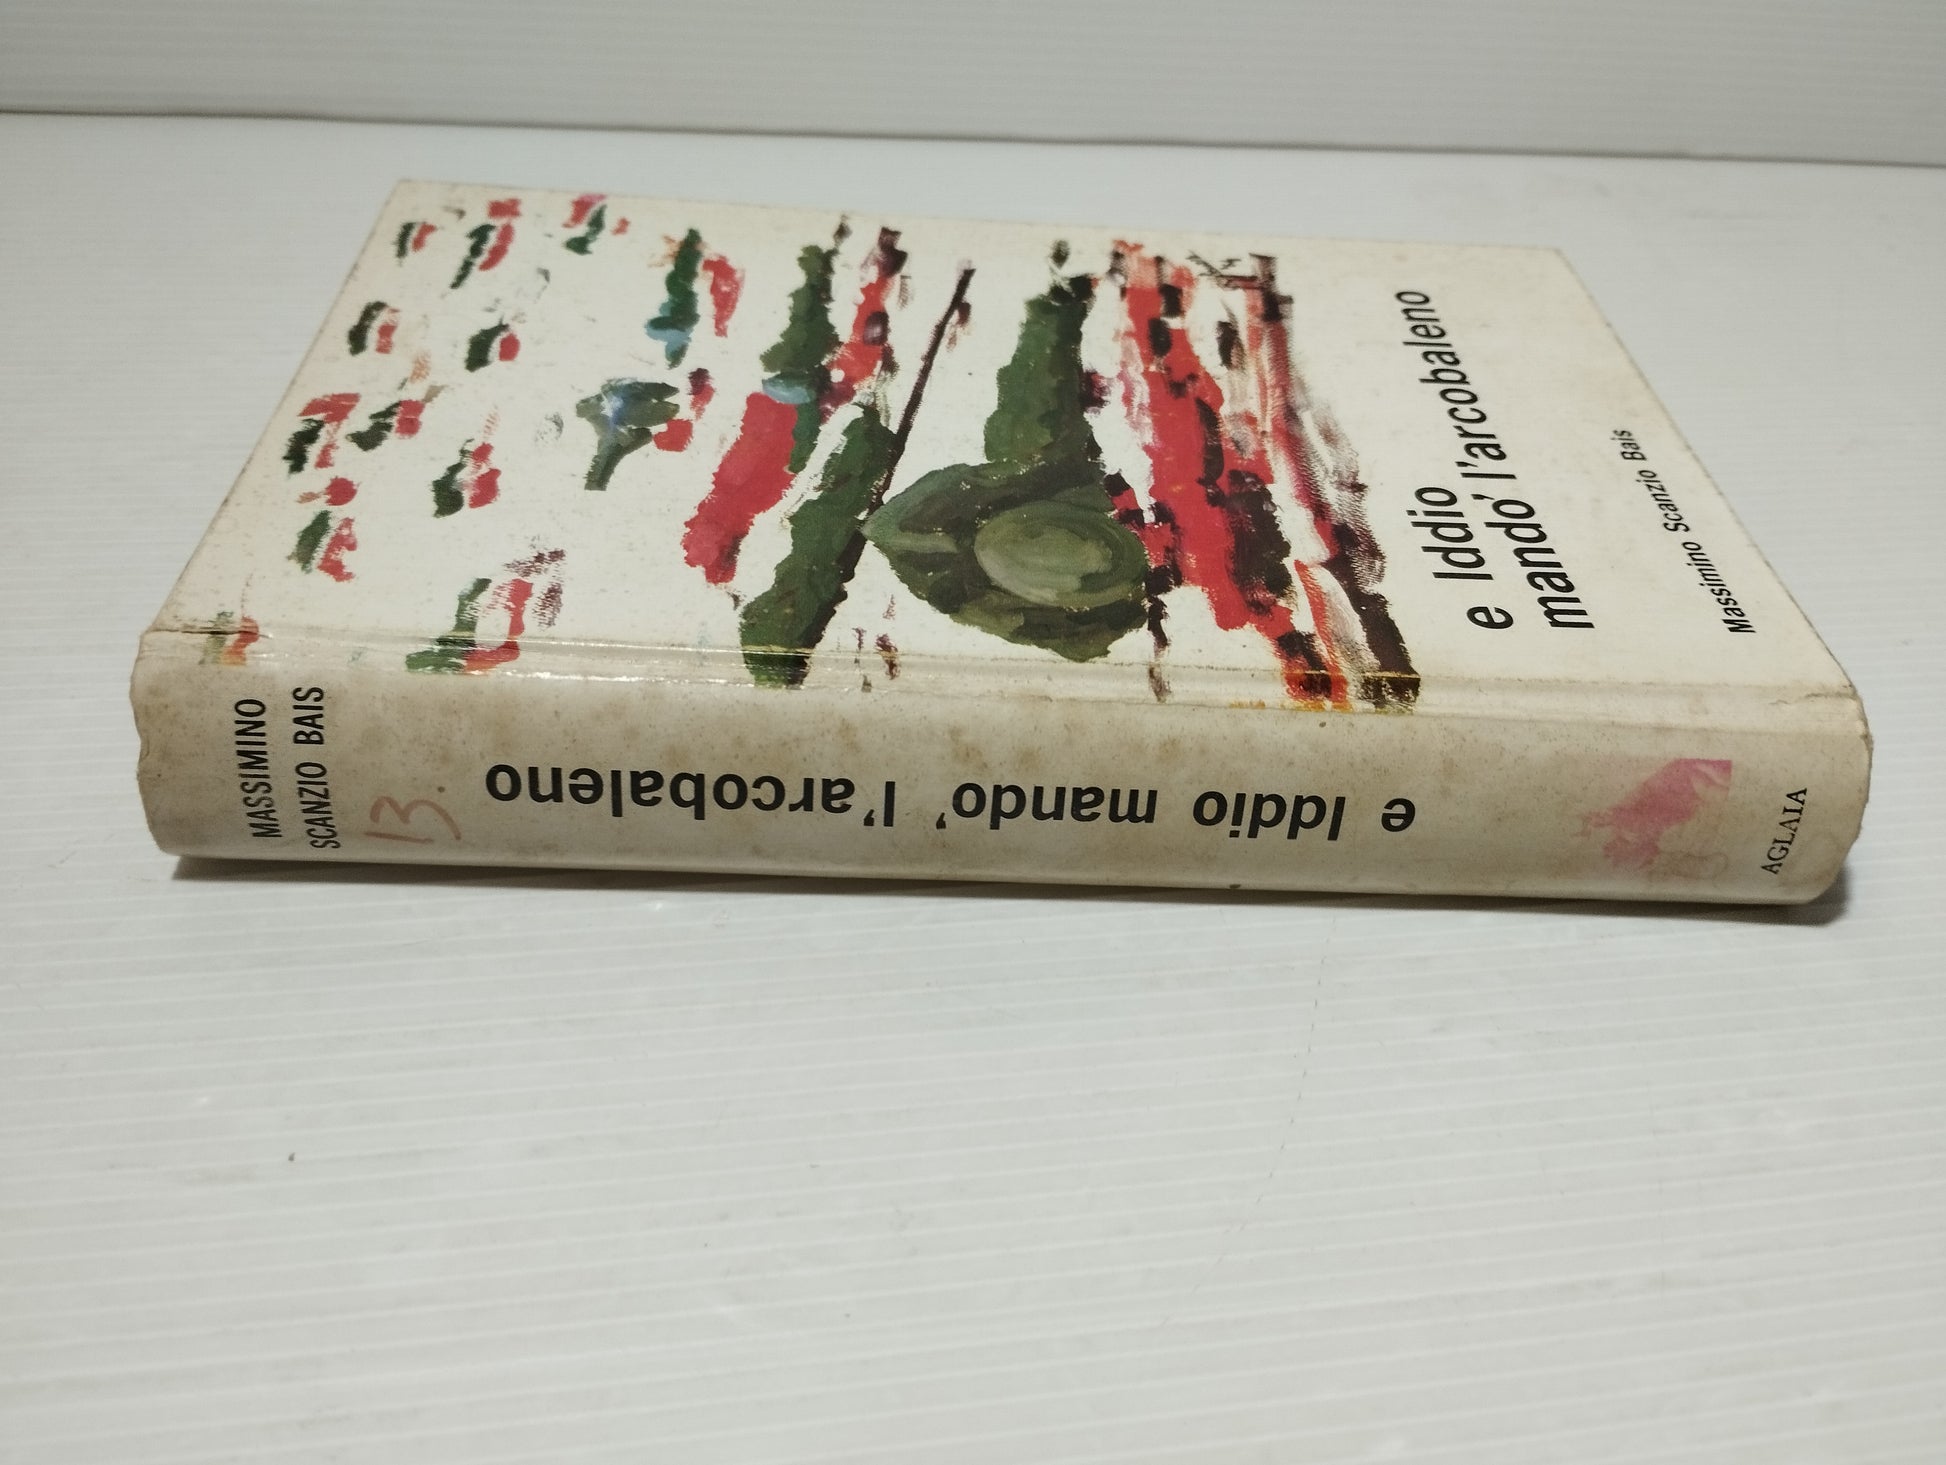 e Iddio
mando' l'arcobaleno
Massimino Scanzio Bais
MASSIMINO
SCANZIO BAIS
13.
e Iddio mando' l'arcobaleno
AGLAIA